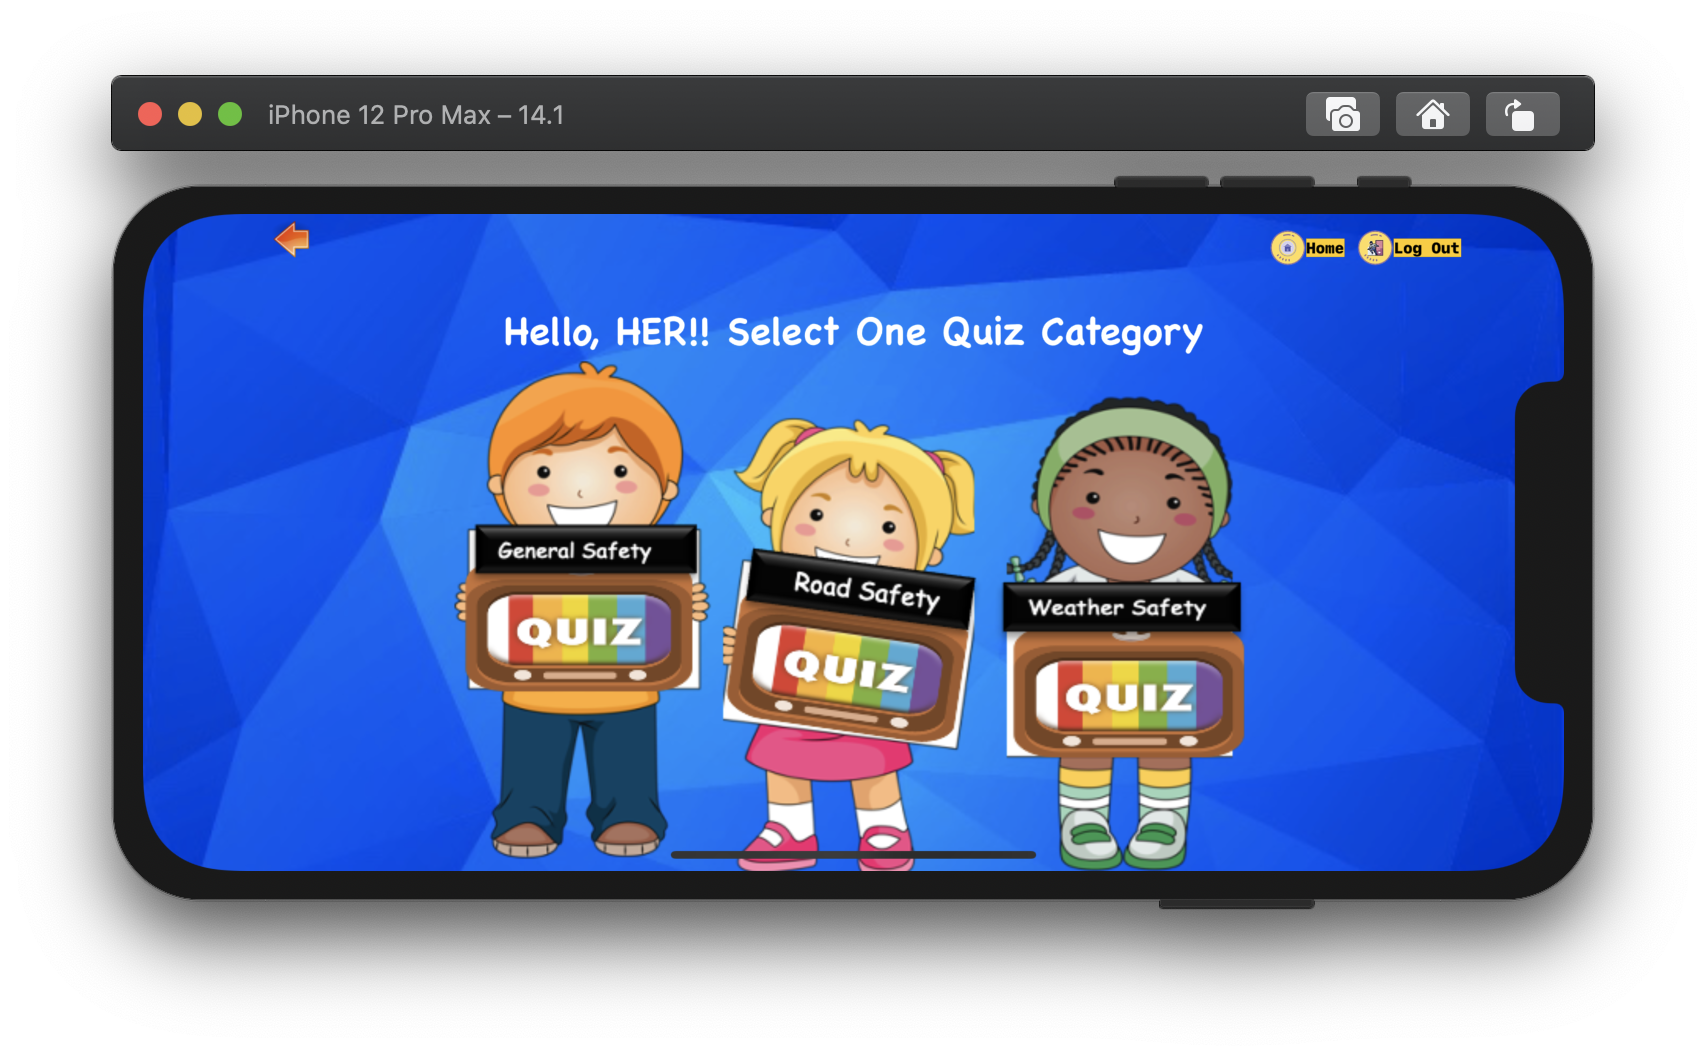 iPhone 12 Pro Max – 14.1
Home Log Out
Hello, HER!! Select One Quiz Category
General Safety
QUIZ
Road Safety
QUIZ
Weather Safety
QUIZ